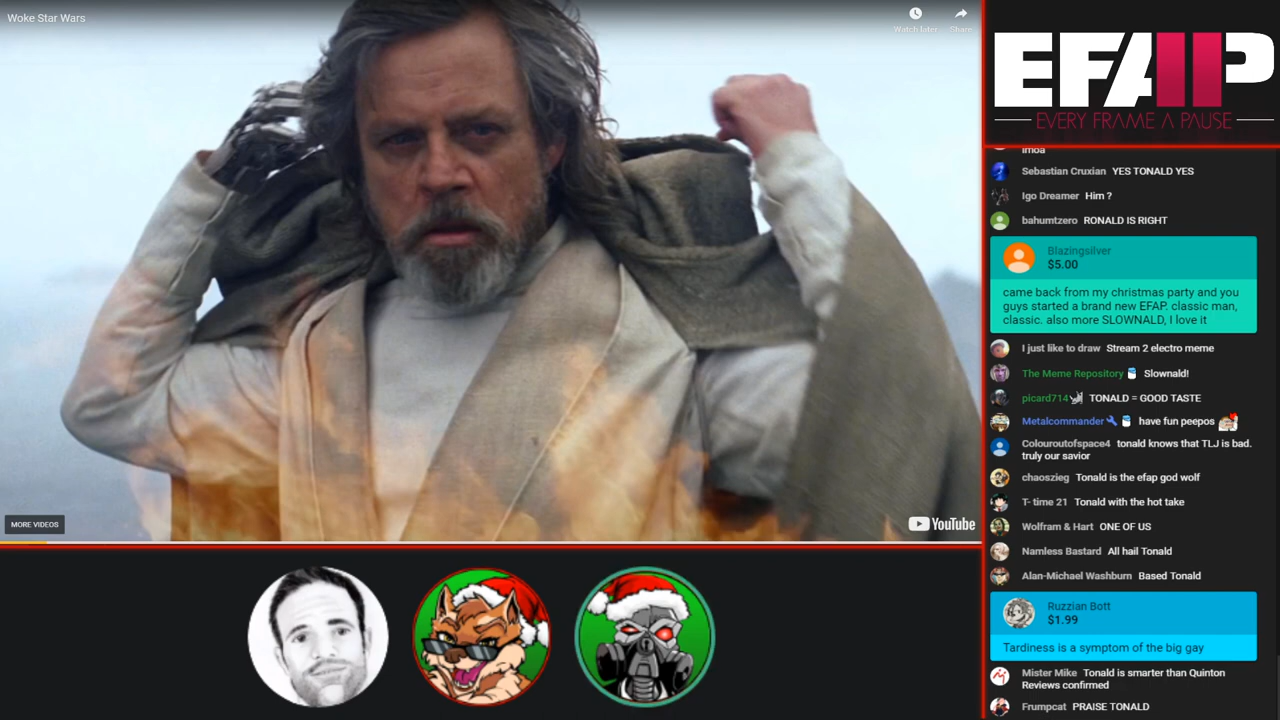 Woke Star Wars
Watch later
Share
MORE VIDEOS
YouTube
EFAP
EVERY FRAME A PAUSE
lmoa
Sebastian Cruxian YES TONALD YES
Igo Dreamer Him ?
bahumtzero RONALD IS RIGHT
Blazingsilver
$5.00
came back from my christmas party and you
guys started a brand new EFAP. classic man,
classic. also more SLOWNALD, I love it
I just like to draw Stream 2 electro meme
The Meme Repository Slownald!
picard714 TONALD = GOOD TASTE
Metalcommander have fun peepos
Colouroutofspace4 tonald knows that TLJ is bad.
truly our savior
chaoszieg Tonald is the efap god wolf
T- time 21 Tonald with the hot take
Wolfram & Hart ONE OF US
Namless Bastard All hail Tonald
Alan-Michael Washburn Based Tonald
Ruzzian Bott
$1.99
Tardiness is a symptom of the big gay
Mister Mike Tonald is smarter than Quinton
Reviews confirmed
Frumpcat PRAISE TONALD